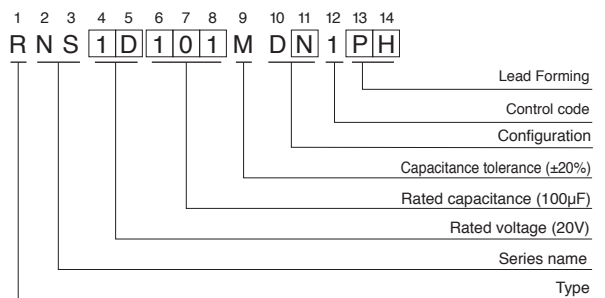 1 2 3 4 5 6 7 8 9 10 11 12 13 14
R N S 1 D 1 0 1 M D N 1 P H
Lead Forming
Control code
Configuration
Capacitance tolerance (±20%)
Rated capacitance (100µF)
Rated voltage (20V)
Series name
Type